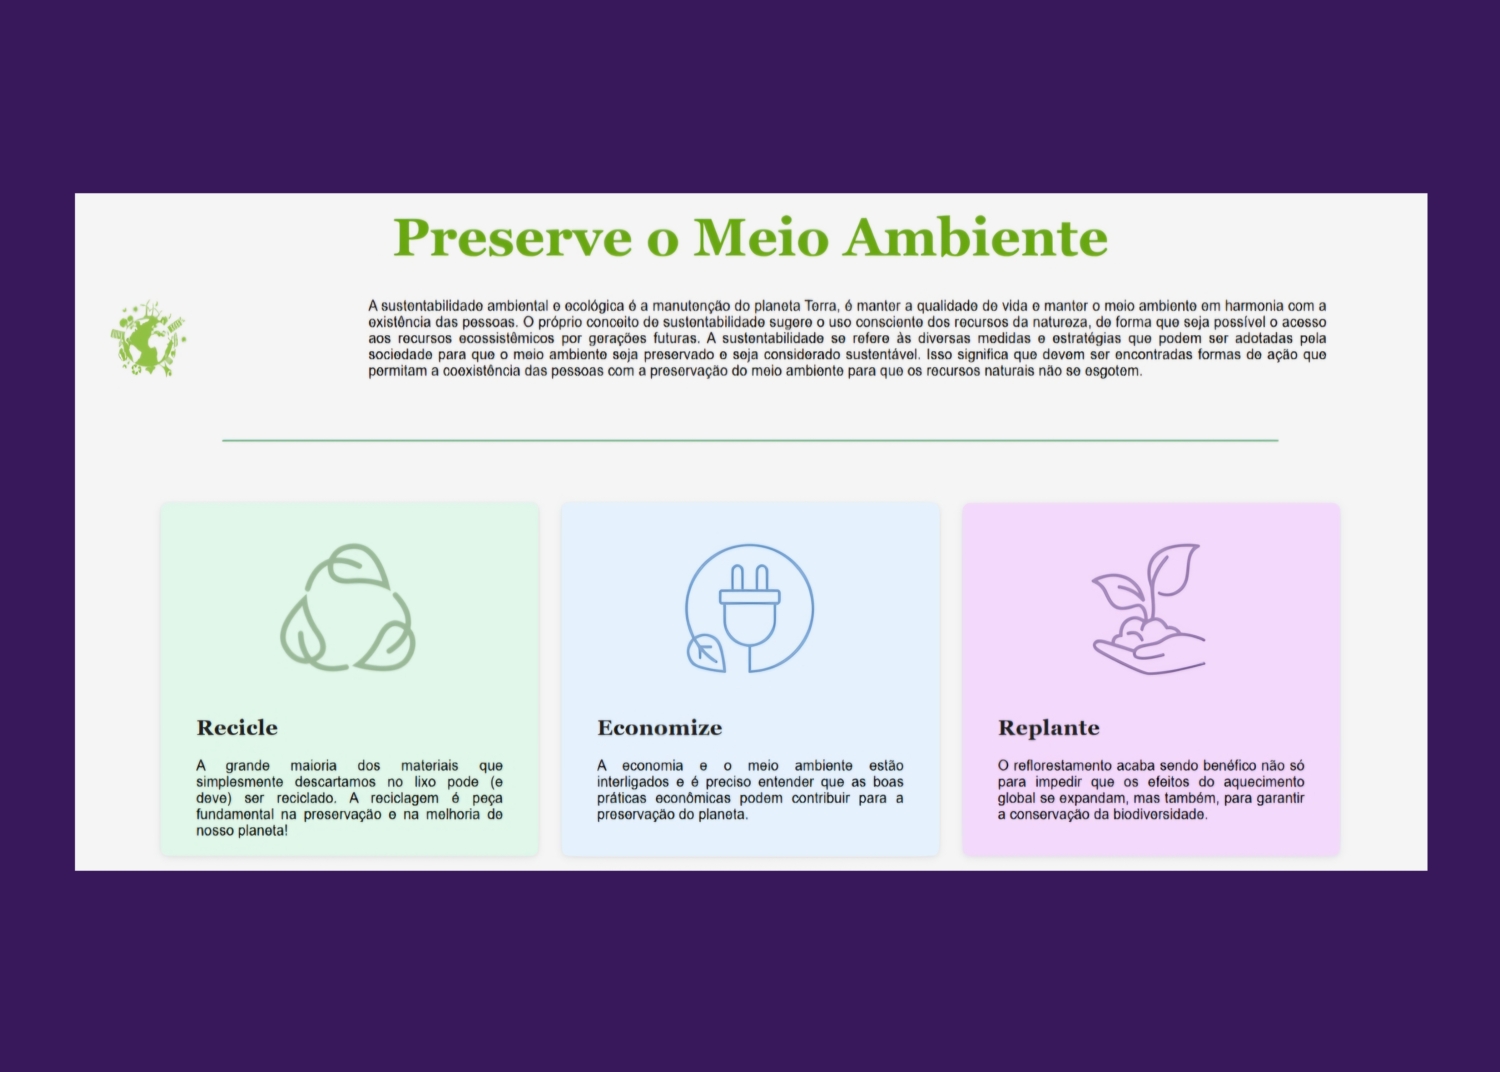 Preserve o Meio Ambiente
A sustentabilidade ambiental e ecológica é a manutenção do planeta Terra, é manter a qualidade de vida e manter o meio ambiente em harmonia com a
existência das pessoas. O próprio conceito de sustentabilidade sugere o uso consciente dos recursos da natureza, de forma que seja possível o acesso
aos recursos ecossistêmicos por gerações futuras. A sustentabilidade se refere às diversas medidas e estratégias que podem ser adotadas pela
sociedade para que o meio ambiente seja preservado e seja considerado sustentável. Isso significa que devem ser encontradas formas de ação que
permitam a coexistência das pessoas com a preservação do meio ambiente para que os recursos naturais não se esgotem.
Recicle
A grande maioria dos materiais que
simplesmente descartamos no lixo pode (e
deve) ser reciclado. A reciclagem é peça
fundamental na preservação e na melhoria do
nosso planeta!
Economize
A economia e o meio ambiente estão
interligados e é preciso entender que as boas
práticas econômicas podem contribuir para a
preservação do planeta.
Replante
O reflorestamento acaba sendo benéfico não só
para impedir que os efeitos do aquecimento
global se expandam, mas também, para garantir
a conservação da biodiversidade.